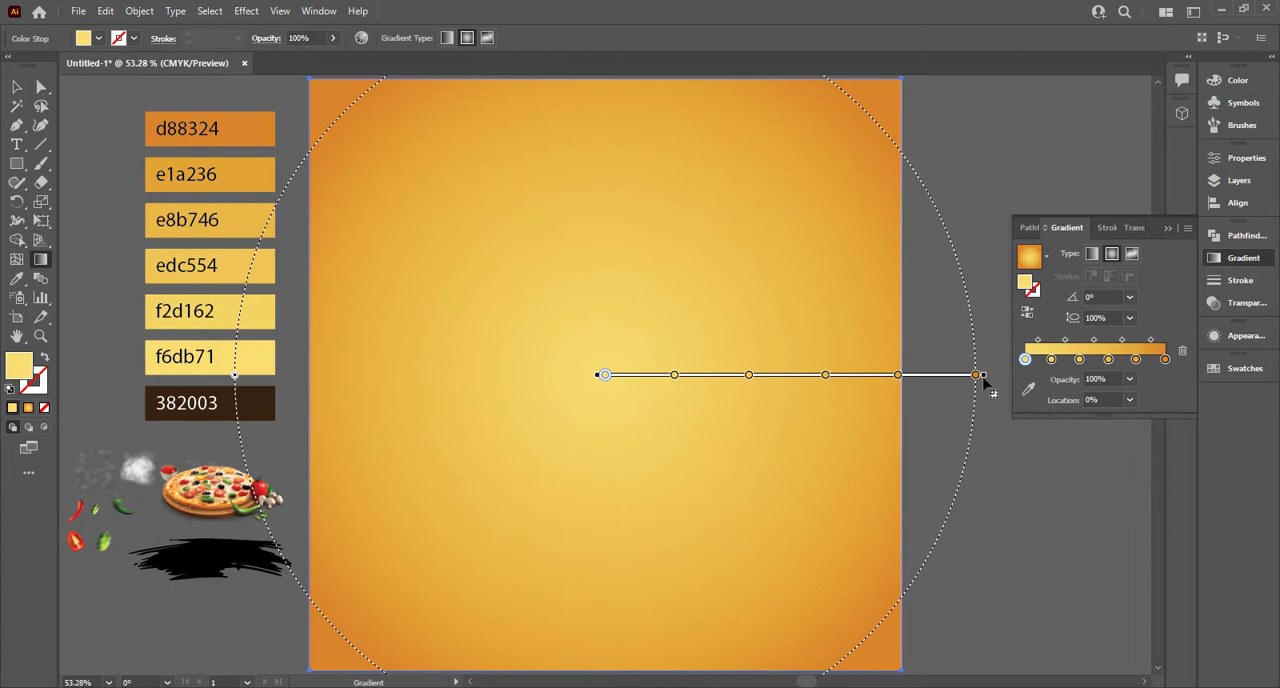 Ai File Edit Object Type Select Effect View Window Help
Color Stop Stroke: Opacity: 100% Gradient Type:
Untitled-1* @ 53.28 % (CMYK/Preview) ×
d88324
e1a236
e8b746
edc554
f2d162
f6db71
382003
Color
Symbols
Brushes
Properties
Layers
Align
Pathfind...
Gradient
Stroke
Transpar...
Appeara...
Swatches
Pathf Gradient Strok Trans
Type:
Stroke:
0°
100%
Opacity: 100%
Location: 0%
53.28% 0° 1 Gradient